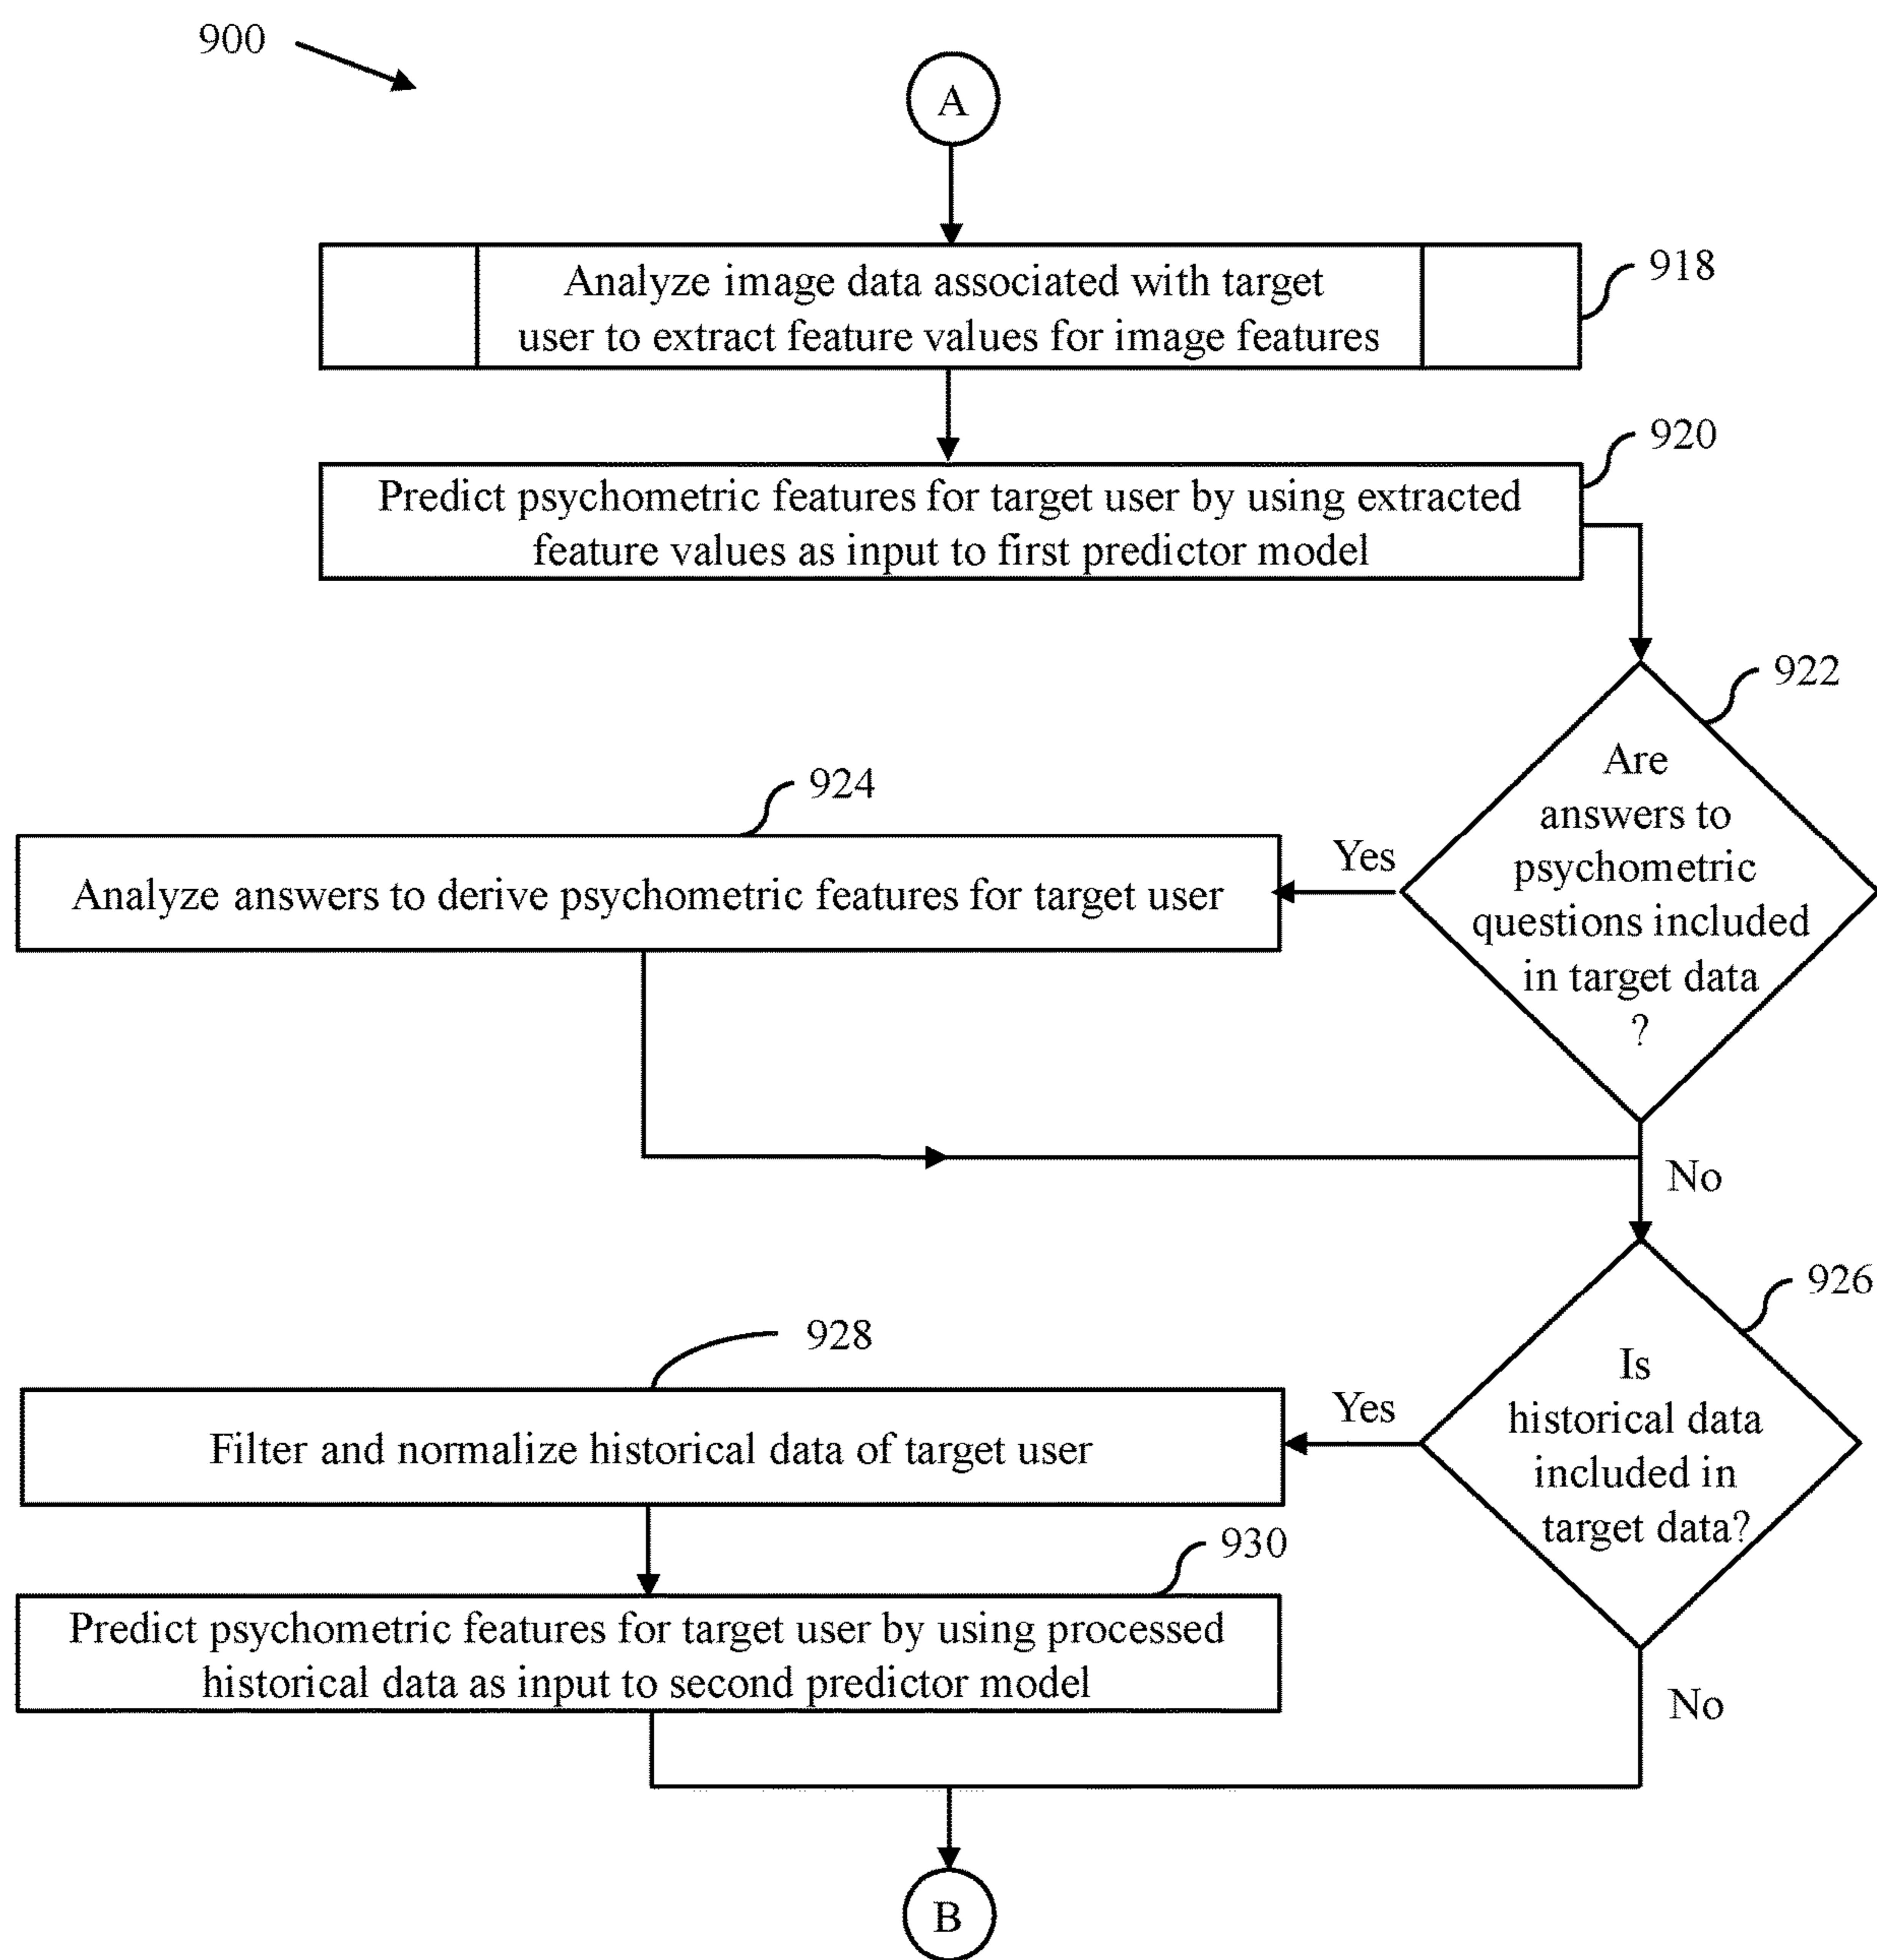 900
A
Analyze image data associated with target
user to extract feature values for image features
918
920
Predict psychometric features for target user by using extracted
feature values as input to first predictor model
922
Are
answers to
psychometric
questions included
in target data
?
Yes
924
Analyze answers to derive psychometric features for target user
No
926
Is
historical data
included in
target data?
Yes
928
Filter and normalize historical data of target user
930
Predict psychometric features for target user by using processed
historical data as input to second predictor model
No
B